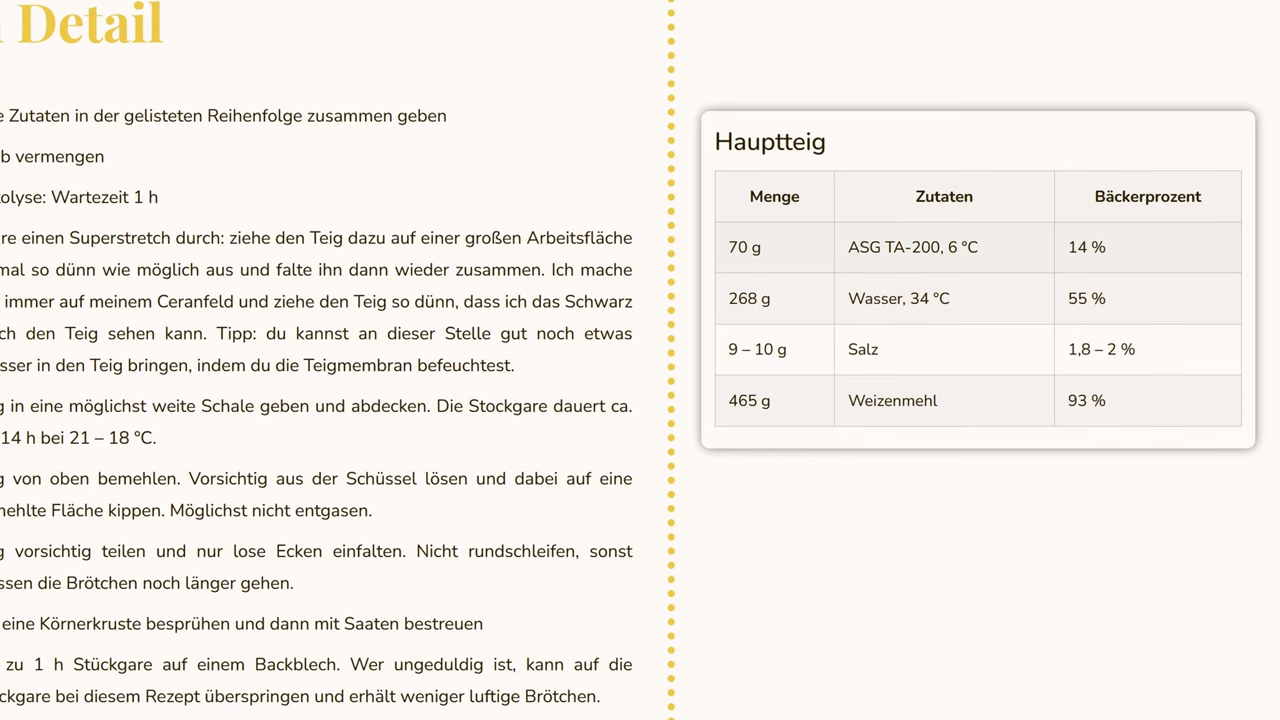 Detail
Zutaten in der gelisteten Reihenfolge zusammen geben
vermengen
Wartezeit 1 h
einen Superstretch durch: ziehe den Teig dazu auf einer großen Arbeitsfläche
so dünn wie möglich aus und falte ihn dann wieder zusammen. Ich mache
immer auf meinem Ceranfeld und ziehe den Teig so dünn, dass ich das Schwarz
den Teig sehen kann. Tipp: du kannst an dieser Stelle gut noch etwas
in den Teig bringen, indem du die Teigmembran befeuchtest.
in eine möglichst weite Schale geben und abdecken. Die Stockgare dauert ca.
14 h bei 21 – 18 °C.
von oben bemehlen. Vorsichtig aus der Schüssel lösen und dabei auf eine
Fläche kippen. Möglichst nicht entgasen.
vorsichtig teilen und nur lose Ecken einfalten. Nicht rundschleifen, sonst
die Brötchen noch länger gehen.
eine Körnerkruste besprühen und dann mit Saaten bestreuen
zu 1 h Stückgare auf einem Backblech. Wer ungeduldig ist, kann auf die
bei diesem Rezept überspringen und erhält weniger luftige Brötchen.
Hauptteig
Menge Zutaten Bäckerprozent
70 g ASG TA-200, 6 °C 14 %
268 g Wasser, 34 °C 55 %
9 – 10 g Salz 1,8 – 2 %
465 g Weizenmehl 93 %